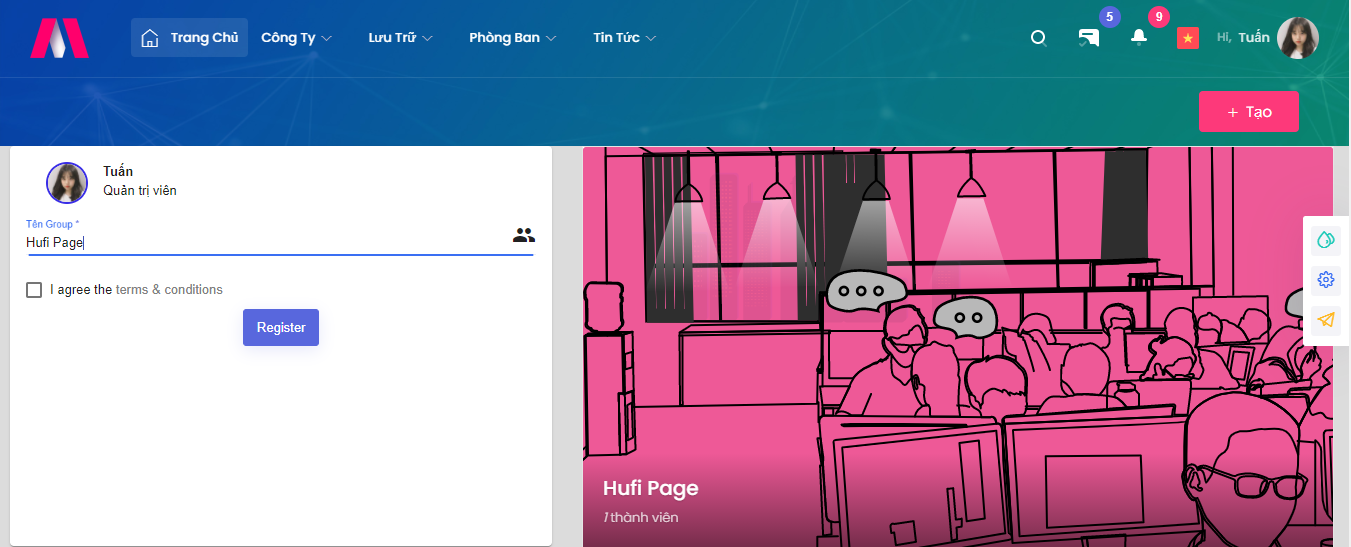 Trang Chủ Công Ty Lưu Trữ Phòng Ban Tin Tức 5 9 Hi, Tuấn
+ Tạo
Tuấn
Quản trị viên
Tên Group *
Hufi Page
I agree the terms & conditions
Register
Hufi Page
1 thành viên